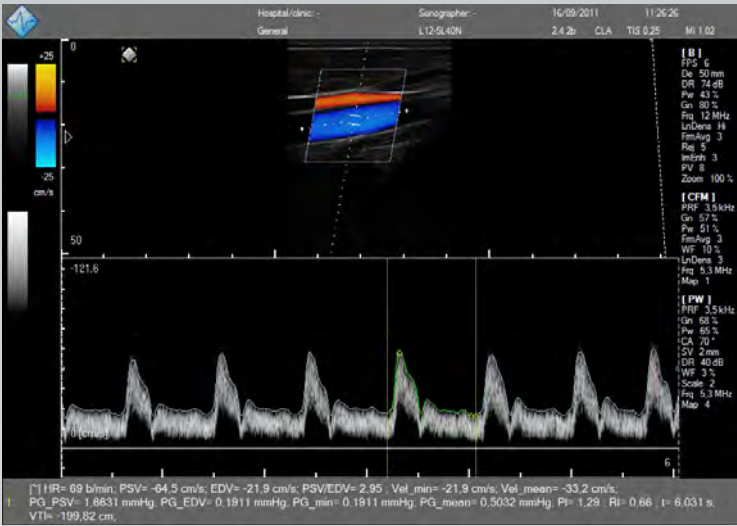 Hospital/clinic: - Sonographer: - 16/09/2011 11:26:26
General L12-5L40N 2.4.2b CLA TIS 0.25 MI 1.02
+25
-25
cm/s
0
50
[ B ]
FPS 6
De 50 mm
DR 74 dB
Pw 43 %
Gn 80 %
Frq 12 MHz
LnDens Hi
FrmAvg 3
Rej 5
ImEnh 3
PV 8
Zoom 100 %
[ CFM ]
PRF 3,5 kHz
Gn 57 %
Pw 51 %
FrmAvg 3
WF 10 %
LnDens 3
Frq 5,3 MHz
Map 1
[ PW ]
PRF 3,5 kHz
Gn 68 %
Pw 65 %
CA 70 °
SV 2 mm
DR 40 dB
WF 3 %
Scale 2
Frq 5,3 MHz
Map 4
-121.6
0 [cm/s]
6
HR= 69 b/min; PSV= -64,5 cm/s; EDV= -21,9 cm/s; PSV/EDV= 2,95 ; Vel_min= -21,9 cm/s; Vel_mean= -33,2 cm/s;
1: PG_PSV= 1,6631 mmHg; PG_EDV= 0,1911 mmHg; PG_min= 0,1911 mmHg; PG_mean= 0,5032 mmHg; PI= 1,28 ; RI= 0,66 ; t= 6,031 s;
VTI= -199,82 cm;